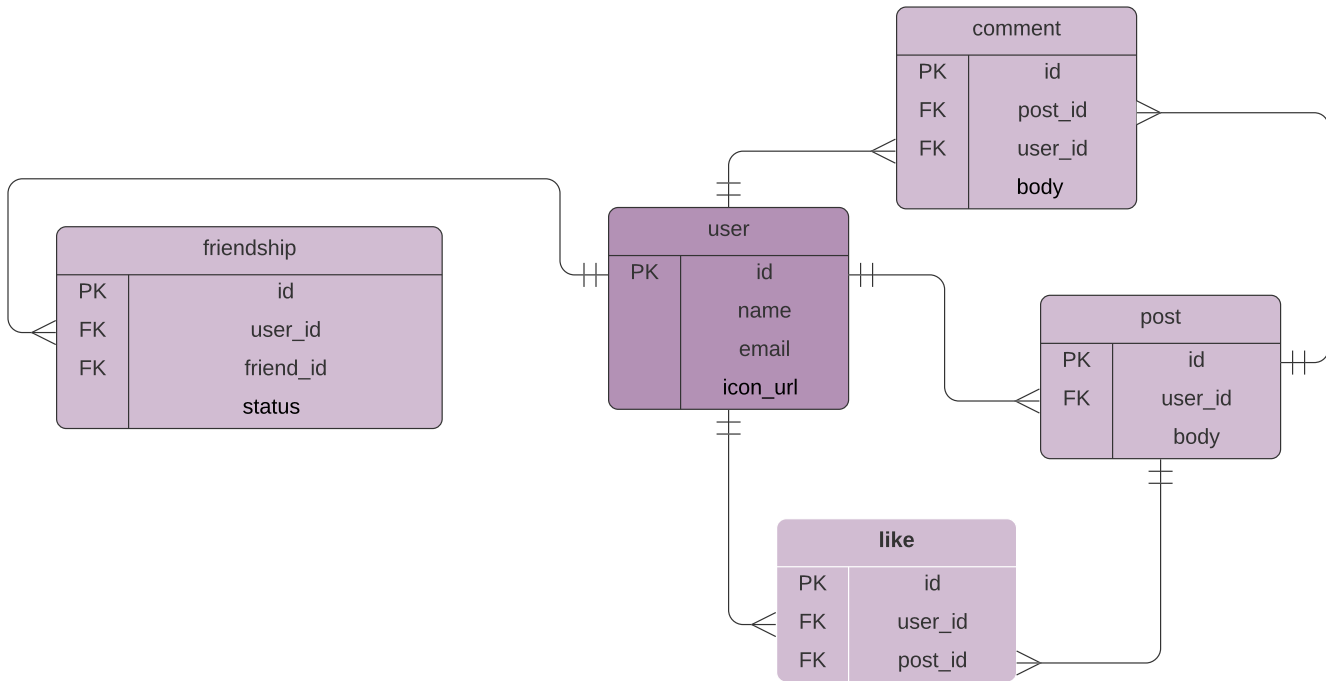 comment
PK id
FK post_id
FK user_id
body
user
PK id
name
email
icon_url
friendship
PK id
FK user_id
FK friend_id
status
post
PK id
FK user_id
body
like
PK id
FK user_id
FK post_id